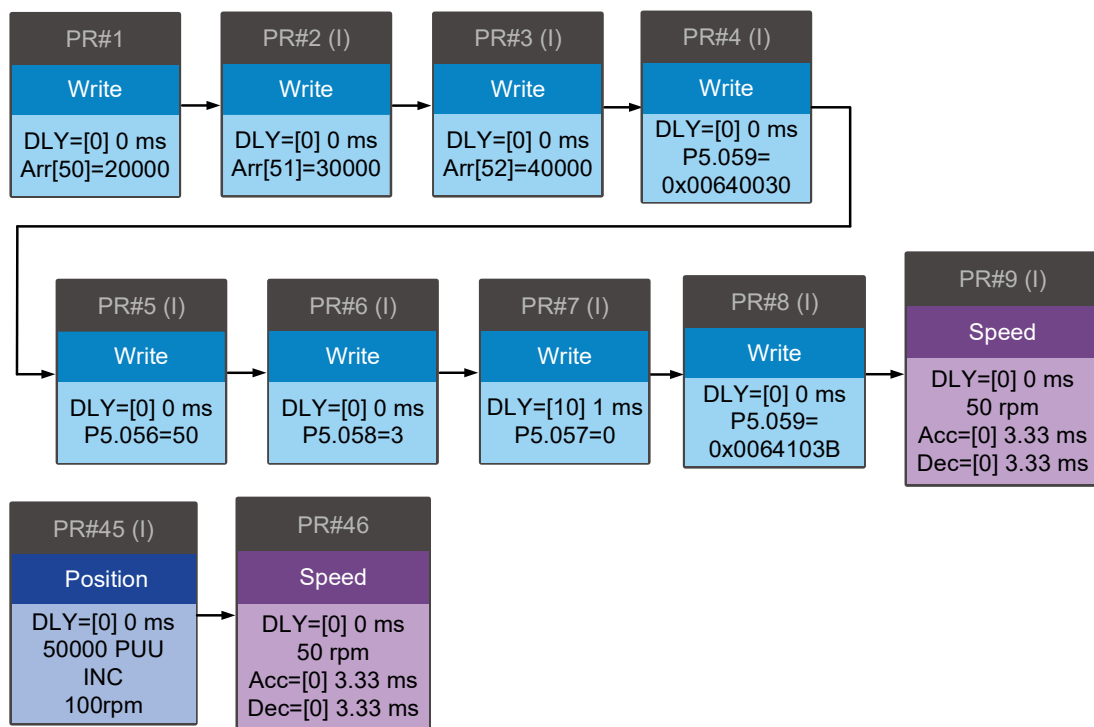 PR#1
Write
DLY=[0] 0 ms
Arr[50]=20000
PR#2 (I)
Write
DLY=[0] 0 ms
Arr[51]=30000
PR#3 (I)
Write
DLY=[0] 0 ms
Arr[52]=40000
PR#4 (I)
Write
DLY=[0] 0 ms
P5.059=
0x00640030
PR#5 (I)
Write
DLY=[0] 0 ms
P5.056=50
PR#6 (I)
Write
DLY=[0] 0 ms
P5.058=3
PR#7 (I)
Write
DLY=[10] 1 ms
P5.057=0
PR#8 (I)
Write
DLY=[0] 0 ms
P5.059=
0x0064103B
PR#9 (I)
Speed
DLY=[0] 0 ms
50 rpm
Acc=[0] 3.33 ms
Dec=[0] 3.33 ms
PR#45 (I)
Position
DLY=[0] 0 ms
50000 PUU
INC
100rpm
PR#46
Speed
DLY=[0] 0 ms
50 rpm
Acc=[0] 3.33 ms
Dec=[0] 3.33 ms